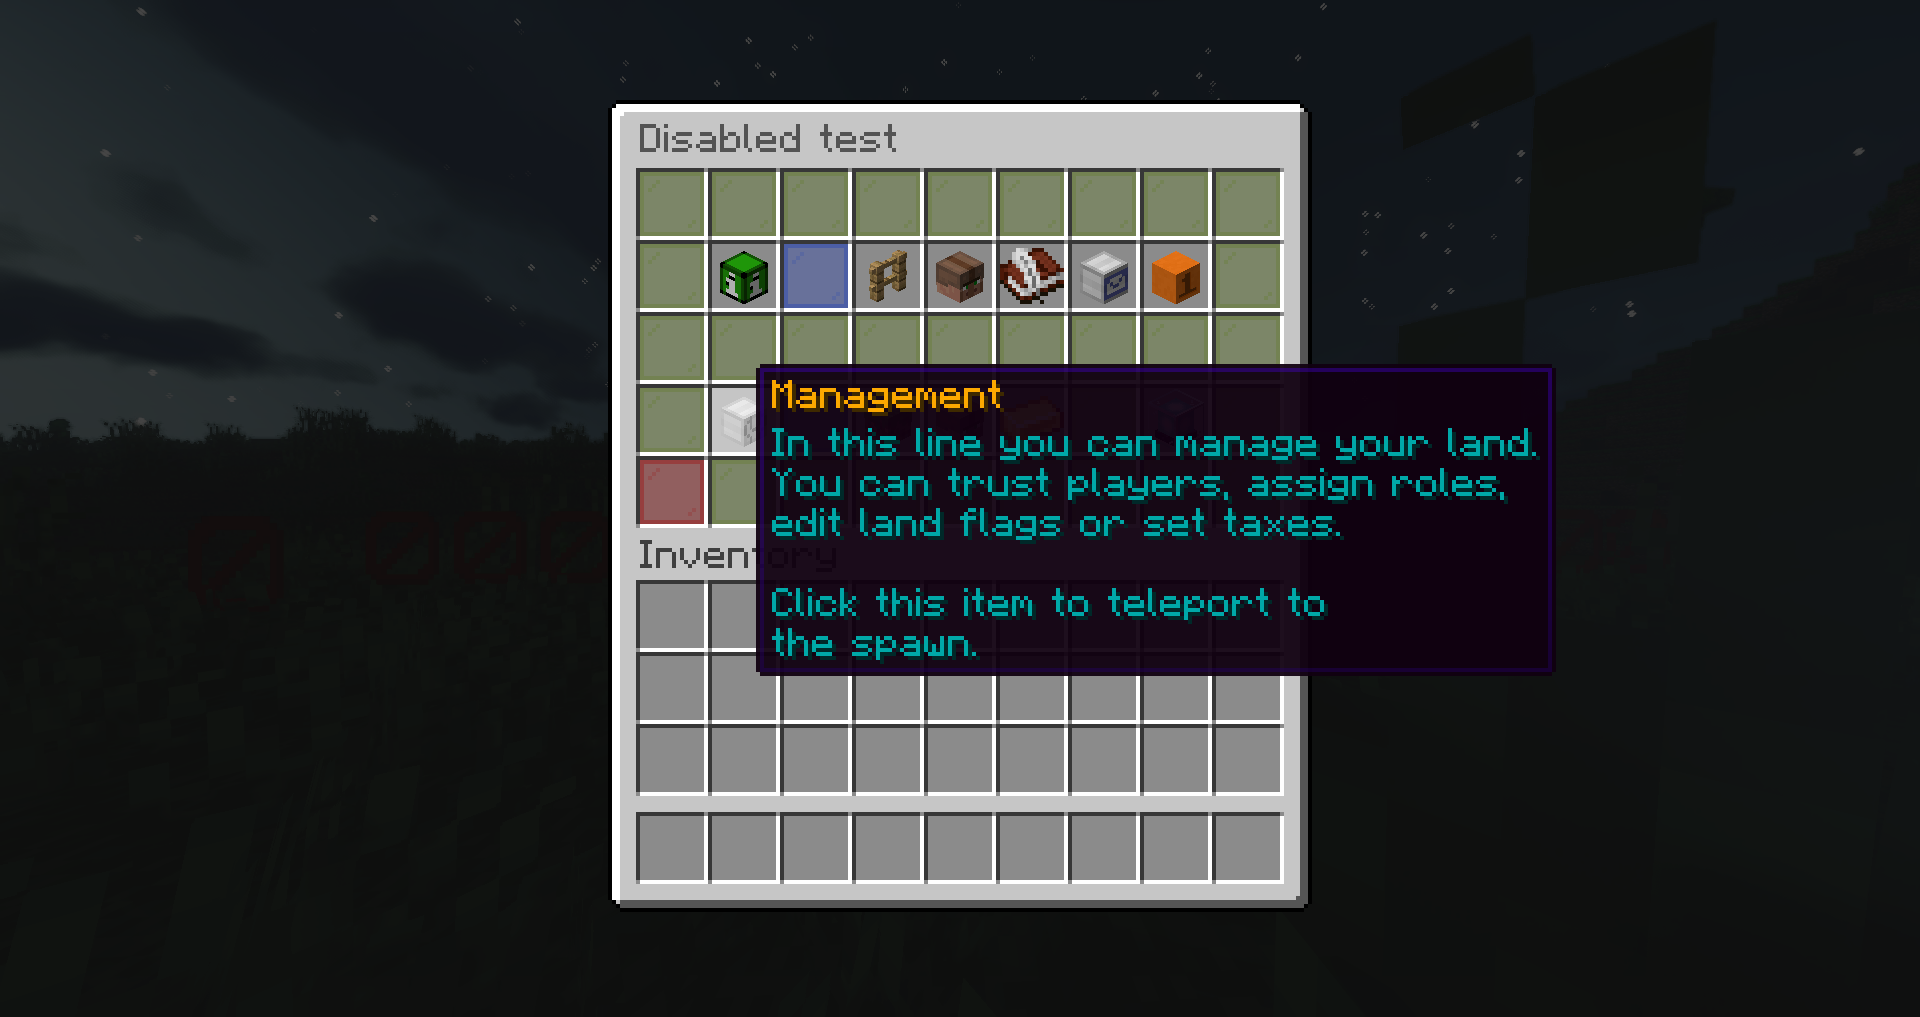 Disabled test
Management
In this line you can manage your land.
You can trust players, assign roles,
edit land flags or set taxes.
Inventory
Click this item to teleport to
the spawn.